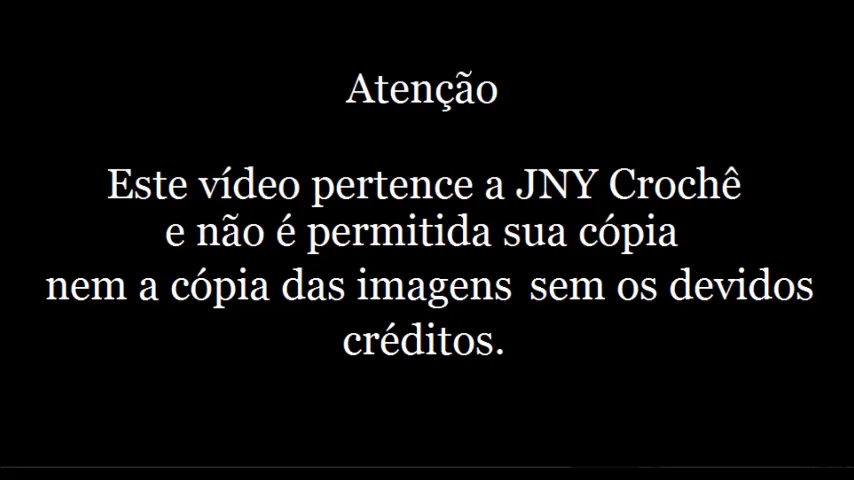 Atenção
Este vídeo pertence a JNY Crochê
e não é permitida sua cópia
nem a cópia das imagens sem os devidos
créditos.